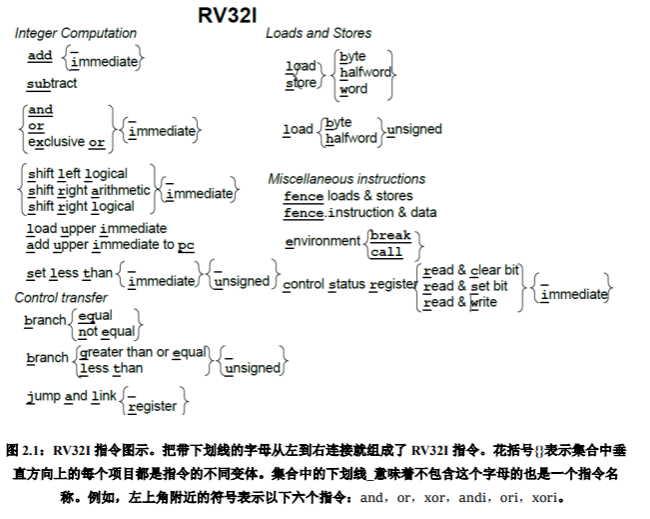 RV32I
Integer Computation
add { _ immediate }
subtract
{ and or exclusive or } { _ immediate }
{ shift left logical shift right arithmetic shift right logical } { _ immediate }
load upper immediate
add upper immediate to pc
set less than { _ immediate } { _ unsigned }
Control transfer
branch { equal not equal }
branch { greater than or equal less than } { _ unsigned }
jump and link { _ register }
Loads and Stores
{ load store } { byte halfword word }
load { byte halfword } unsigned
Miscellaneous instructions
fence loads & stores
fence.instruction & data
environment { break call }
control status register { read & clear bit read & set bit read & write } { _ immediate }
图 2.1：RV32I 指令图示。把带下划线的字母从左到右连接就组成了 RV32I 指令。花括号{}表示集合中垂
直方向上的每个项目都是指令的不同变体。集合中的下划线_意味着不包含这个字母的也是一个指令名
称。例如，左上角附近的符号表示以下六个指令：and，or，xor，andi，ori，xori。